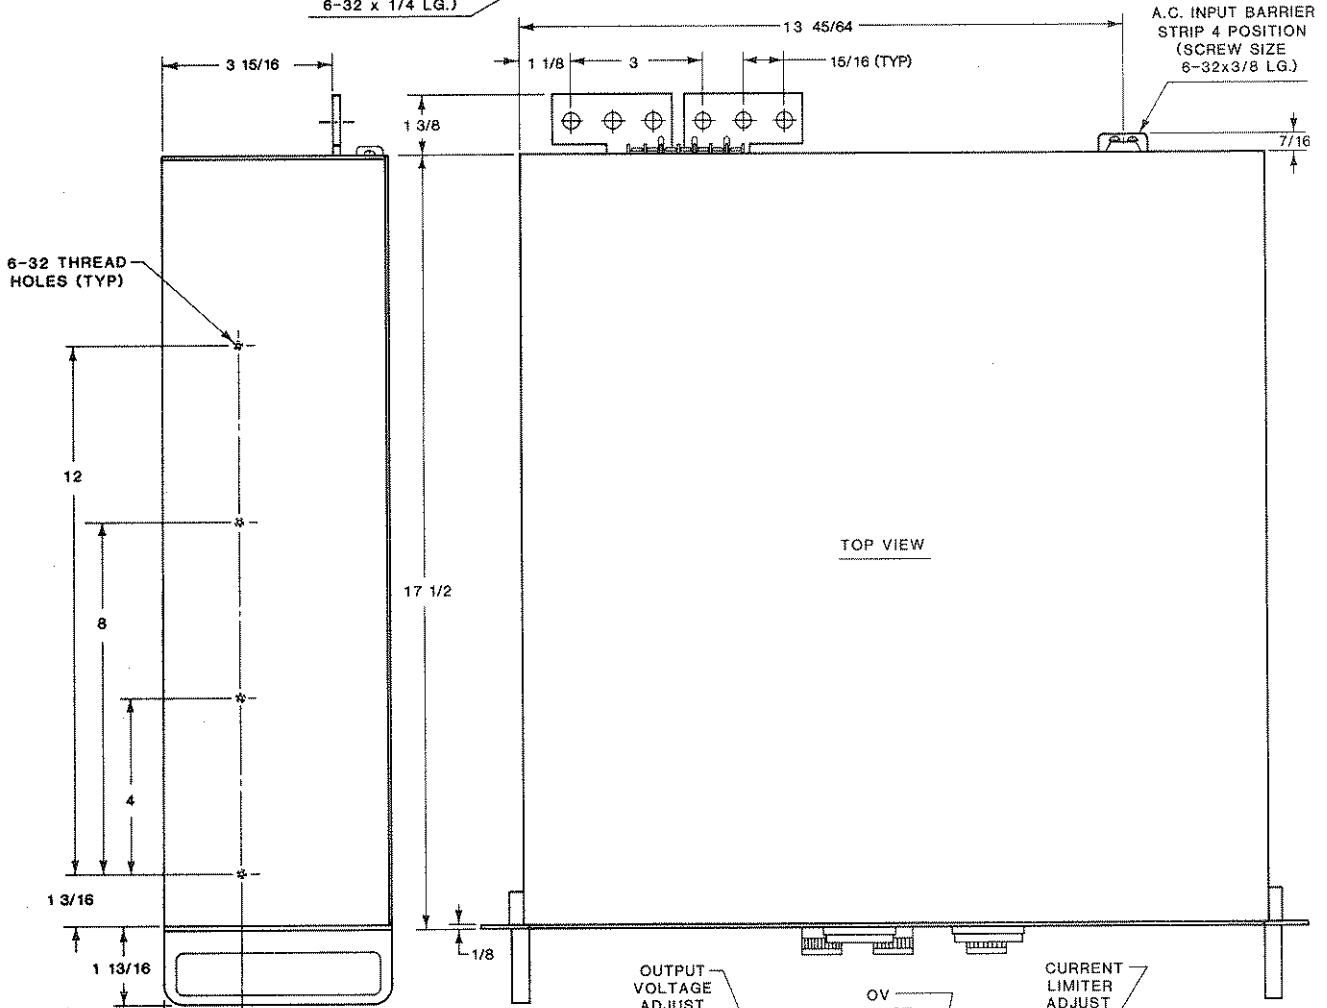 6-32 x 1/4 LG.)
13 45/64
A.C. INPUT BARRIER
STRIP 4 POSITION
(SCREW SIZE
6-32x3/8 LG.)
3 15/16
1 1/8
3
15/16 (TYP)
1 3/8
7/16
6-32 THREAD
HOLES (TYP)
12
TOP VIEW
17 1/2
8
4
1 3/16
1/8
1 13/16
OUTPUT
VOLTAGE
ADJUST
OV
CURRENT
LIMITER
ADJUST